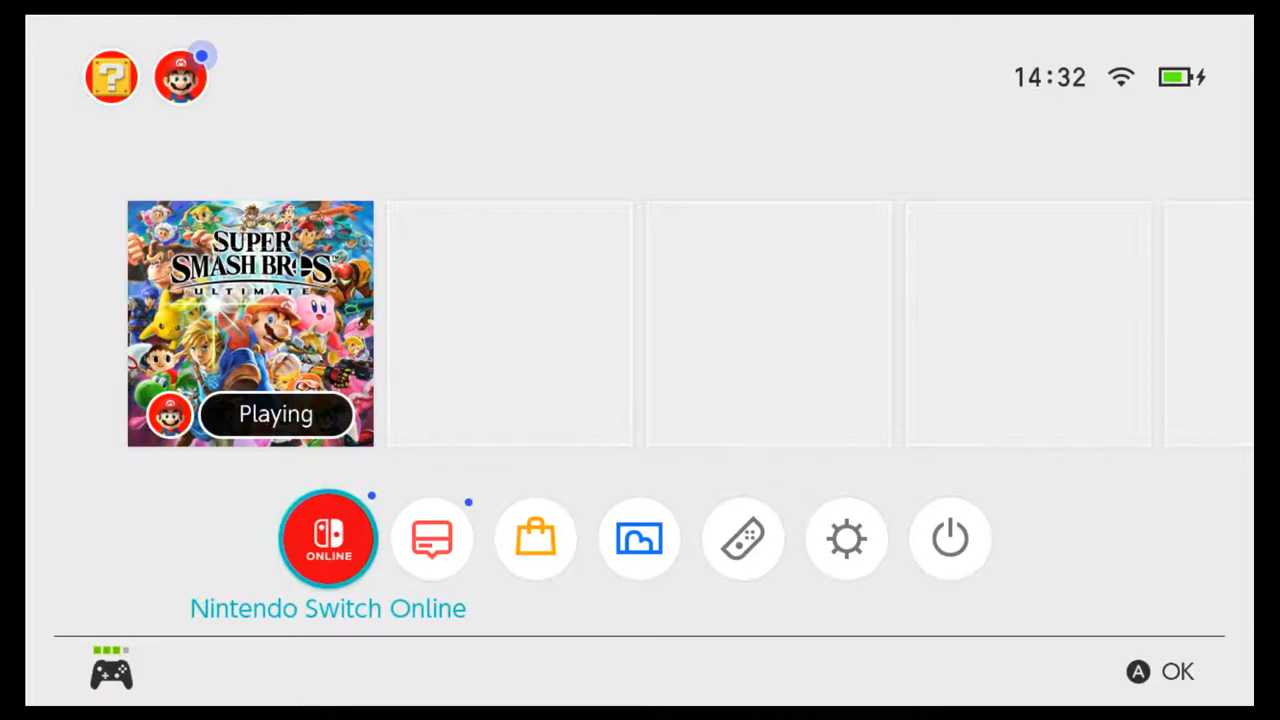 14:32
SUPER
SMASH BROS.
ULTIMATE
Playing
ONLINE
Nintendo Switch Online
A OK